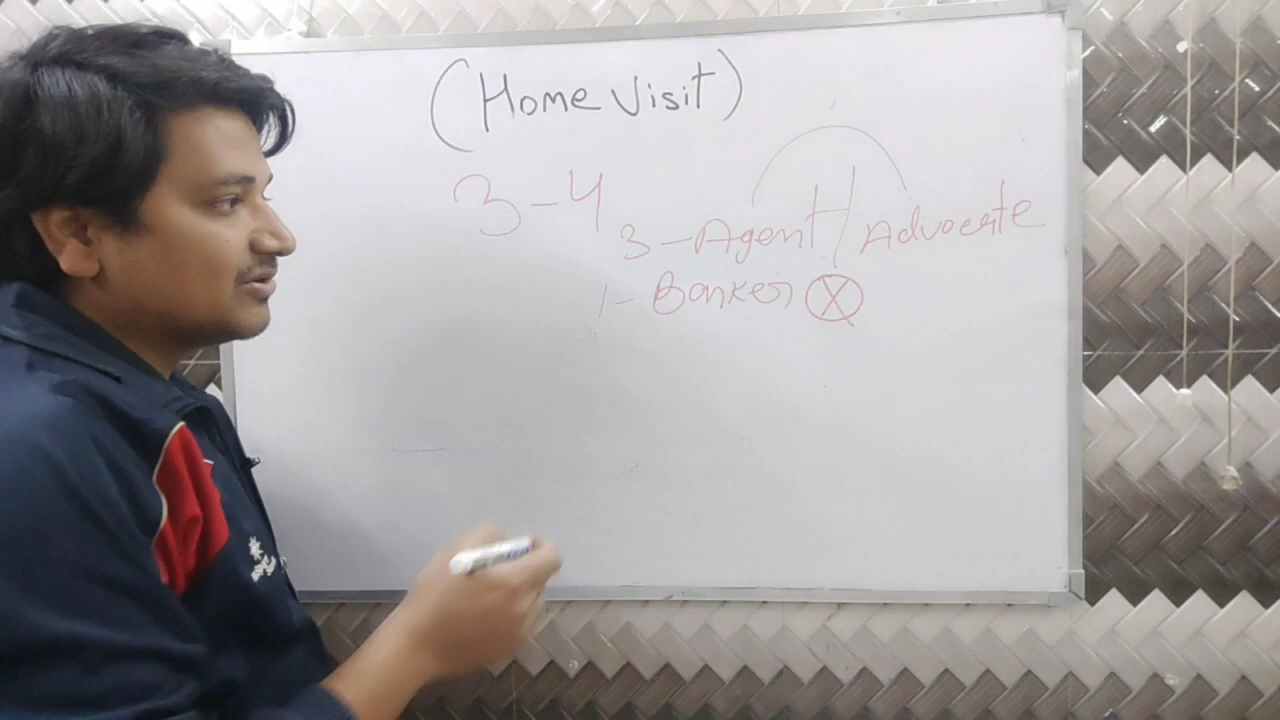 (Home Visit)
3-4
3-Agent/Advocate
1-Banker Ⓧ